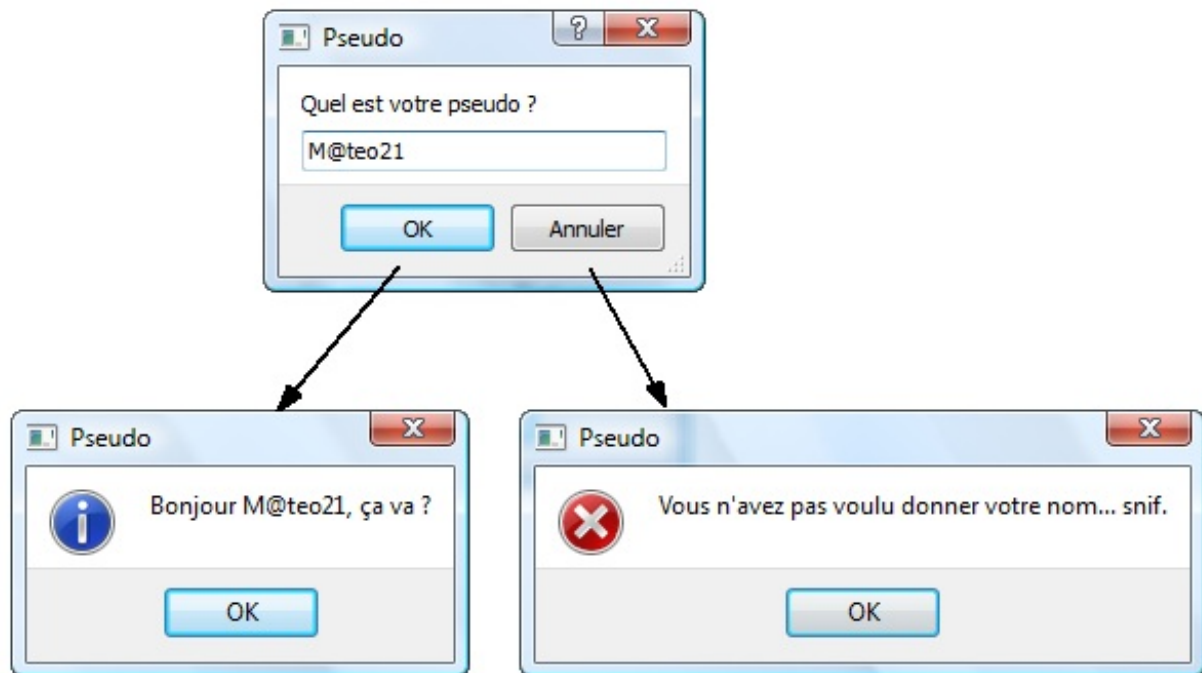 Pseudo
Quel est votre pseudo ?
M@teo21
OK
Annuler
Pseudo
Bonjour M@teo21, ça va ?
OK
Pseudo
Vous n'avez pas voulu donner votre nom... snif.
OK